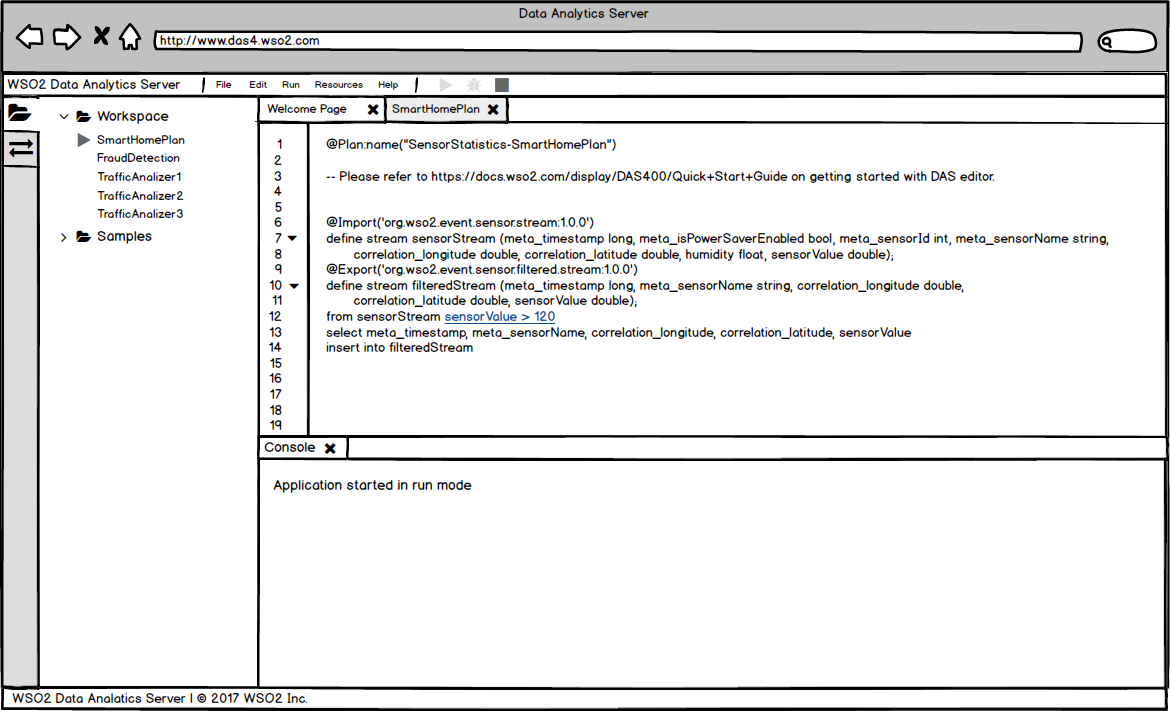 Data Analytics Server
http://www.das4.wso2.com
WSO2 Data Analytics Server | File Edit Run Resources Help |
Workspace
SmartHomePlan
FraudDetection
TrafficAnalizer1
TrafficAnalizer2
TrafficAnalizer3
Samples
Welcome Page SmartHomePlan
1 @Plan:name("SensorStatistics-SmartHomePlan")
2
3 -- Please refer to https://docs.wso2.com/display/DAS400/Quick+Start+Guide on getting started with DAS editor.
4
5
6 @Import('org.wso2.event.sensor.stream:1.0.0')
7 define stream sensorStream (meta_timestamp long, meta_isPowerSaverEnabled bool, meta_sensorId int, meta_sensorName string,
8 correlation_longitude double, correlation_latitude double, humidity float, sensorValue double);
9 @Export('org.wso2.event.sensor.filtered.stream:1.0.0')
10 define stream filteredStream (meta_timestamp long, meta_sensorName string, correlation_longitude double,
11 correlation_latitude double, sensorValue double);
12 from sensorStream sensorValue > 120
13 select meta_timestamp, meta_sensorName, correlation_longitude, correlation_latitude, sensorValue
14 insert into filteredStream
15
16
17
18
19
Console
Application started in run mode
WSO2 Data Analatics Server | © 2017 WSO2 Inc.